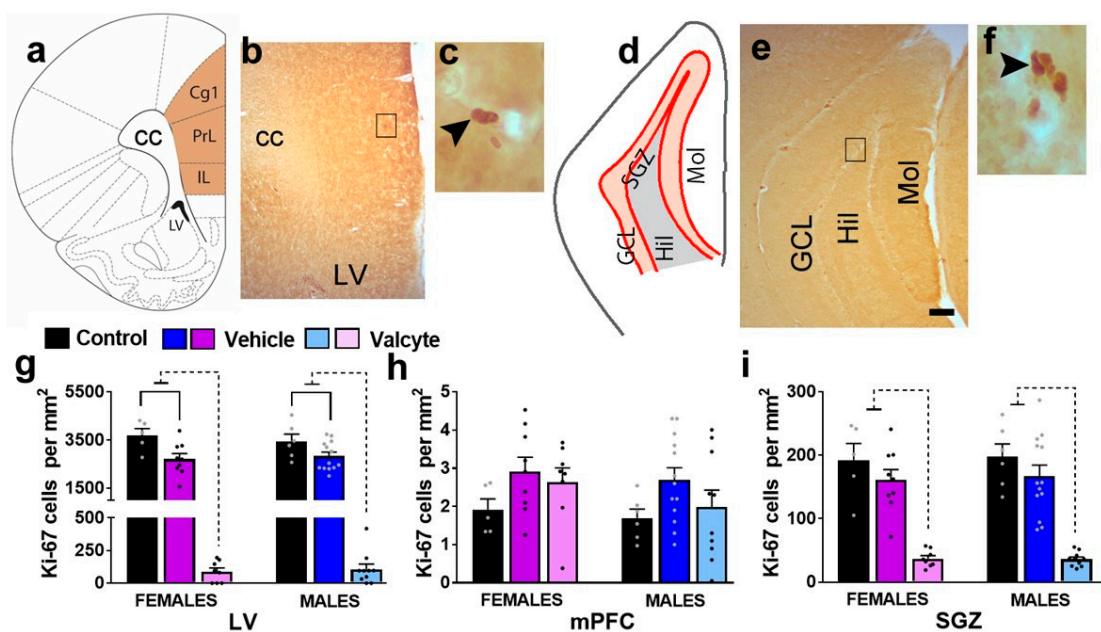 a
Cg1
PrL
IL
CC
LV
b
CC
LV
c
d
SGZ
Mol
GCL
Hil
e
GCL
Hil
Mol
f
Control Vehicle Valcyte
g
Ki-67 cells per mm2
5500
3500
1500
500
250
0
FEMALES MALES
LV
h
Ki-67 cells per mm2
5
4
3
2
1
0
FEMALES MALES
mPFC
i
Ki-67 cells per mm2
300
200
100
0
FEMALES MALES
SGZ